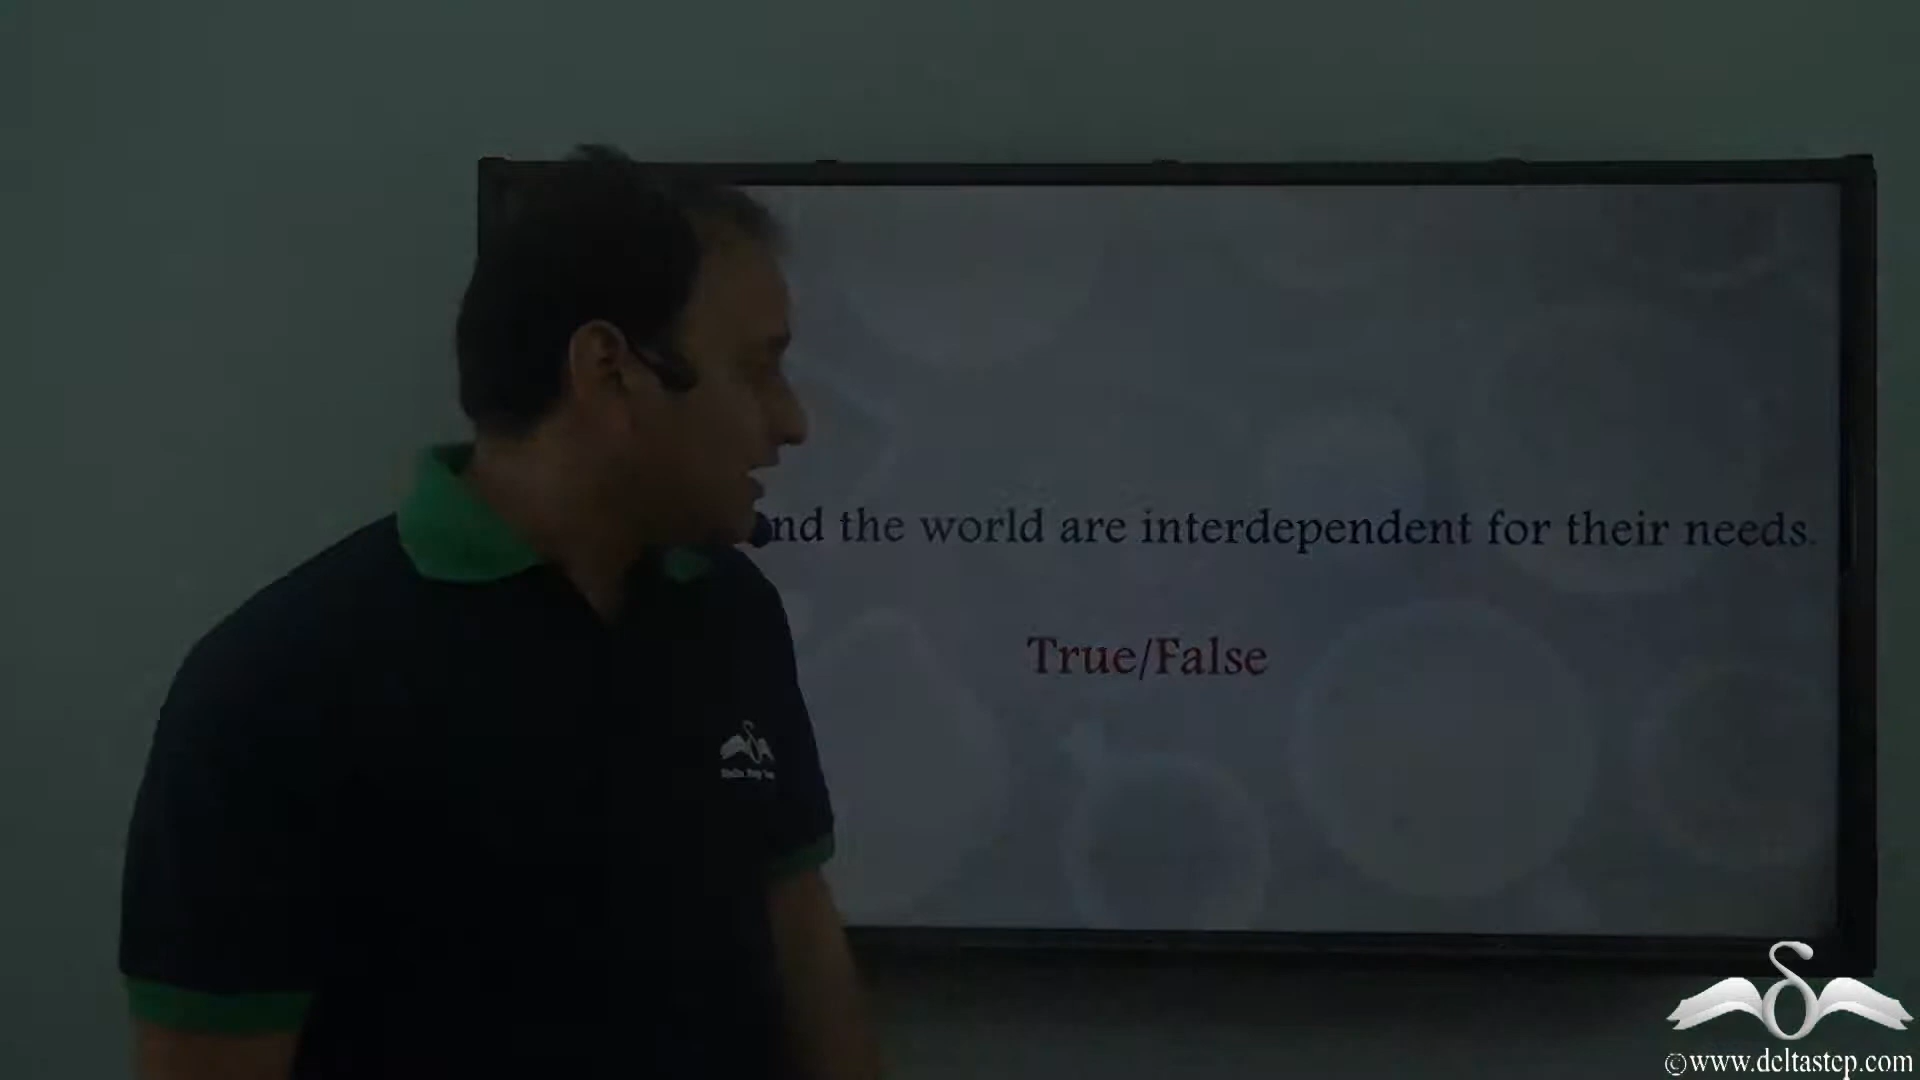 nd the world are interdependent for their needs.
True/False
©www.deltastep.com